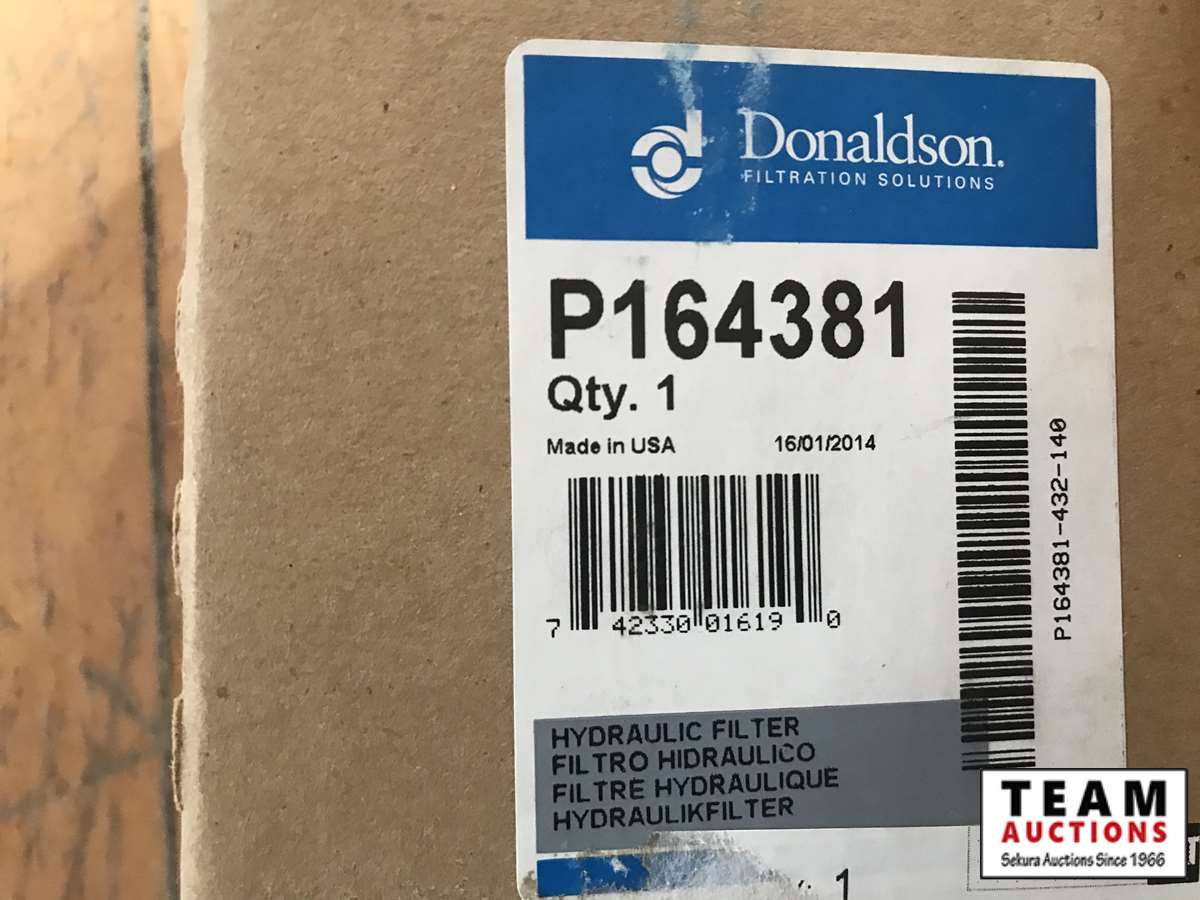 Donaldson.
FILTRATION SOLUTIONS
P164381
Qty. 1
Made in USA 16/01/2014
7 42330 01619 0
P164381-432-140
HYDRAULIC FILTER
FILTRO HIDRAULICO
FILTRE HYDRAULIQUE
HYDRAULIKFILTER
1
TEAM
AUCTIONS
Sekura Auctions Since 1966